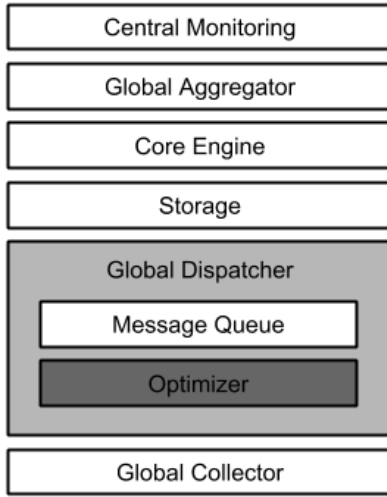 Central Monitoring
Global Aggregator
Core Engine
Storage
Global Dispatcher
Message Queue
Optimizer
Global Collector